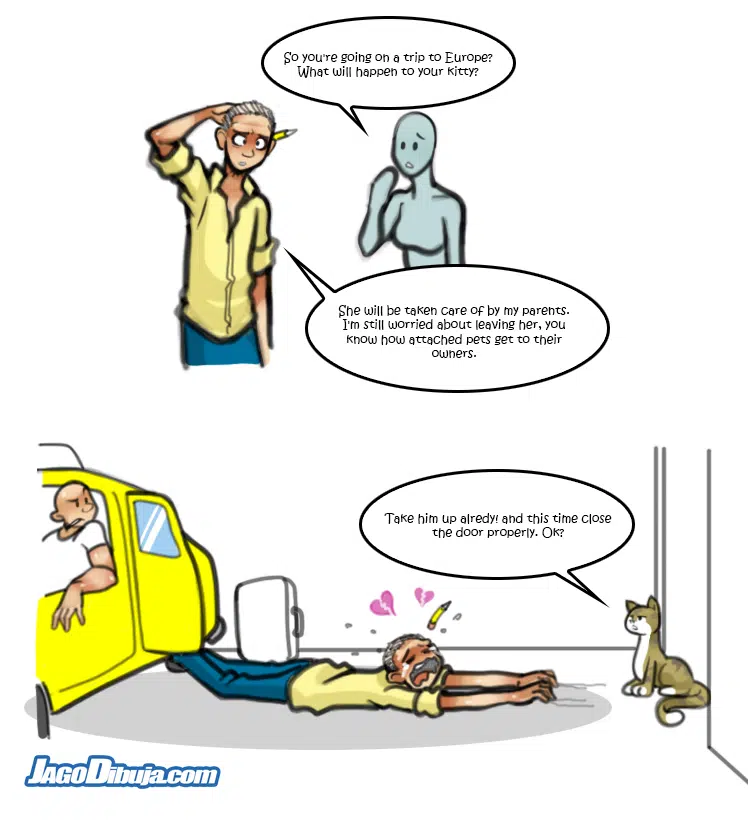 So you're going on a trip to Europe?
What will happen to your kitty?
She will be taken care of by my parents.
I'm still worried about leaving her, you
know how attached pets get to their
owners.
Take him up alredy! and this time close
the door properly. Ok?
JAGODibuja.com